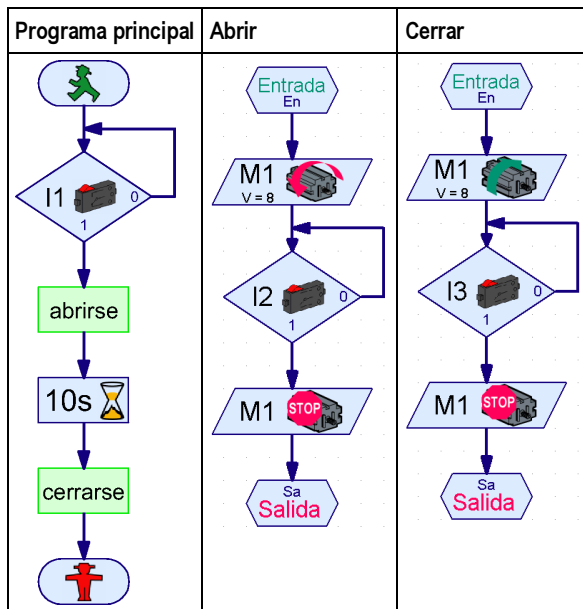 Programa principal
I1
0
1
abrirse
10s
cerrarse
Abrir
Entrada
En
M1
V = 8
I2
0
1
M1
STOP
Sa
Salida
Cerrar
Entrada
En
M1
V = 8
I3
0
1
M1
STOP
Sa
Salida